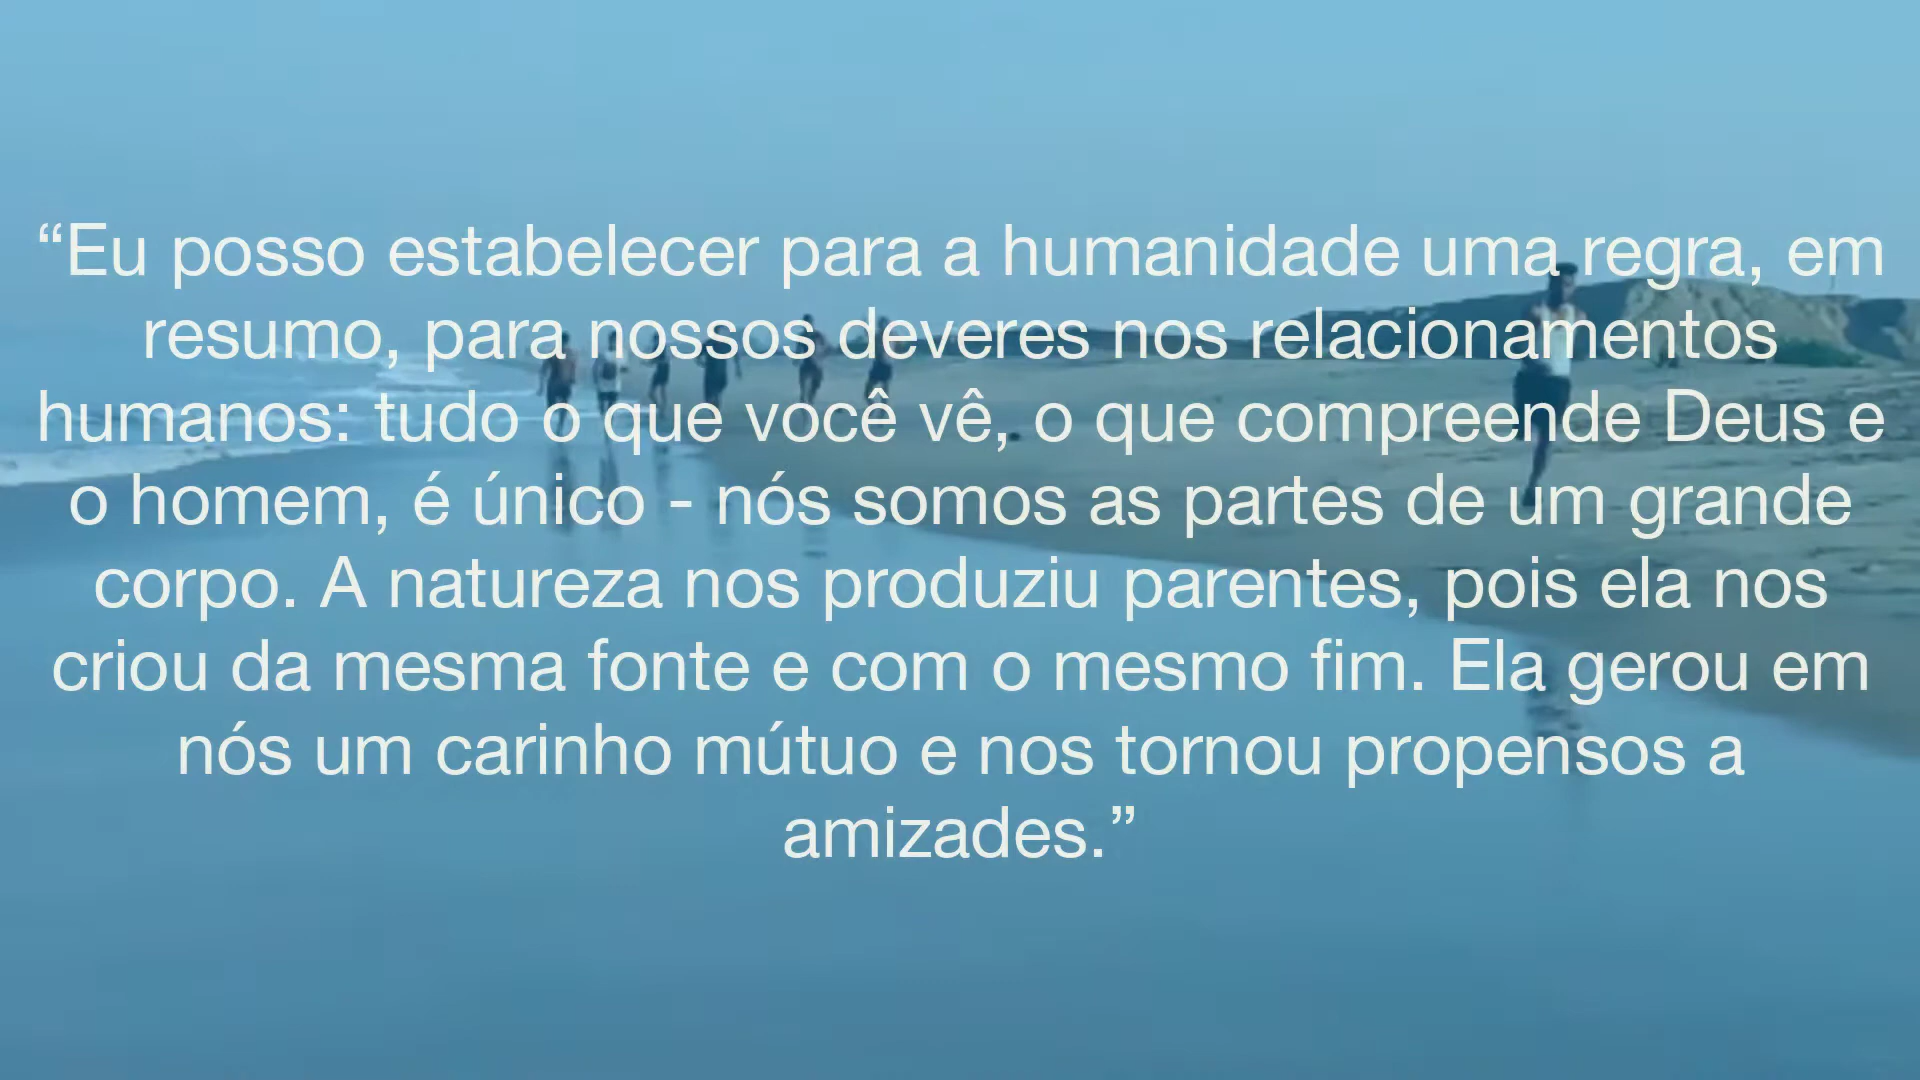 “Eu posso estabelecer para a humanidade uma regra, em
resumo, para nossos deveres nos relacionamentos
humanos: tudo o que você vê, o que compreende Deus e
o homem, é único - nós somos as partes de um grande
corpo. A natureza nos produziu parentes, pois ela nos
criou da mesma fonte e com o mesmo fim. Ela gerou em
nós um carinho mútuo e nos tornou propensos a
amizades.”